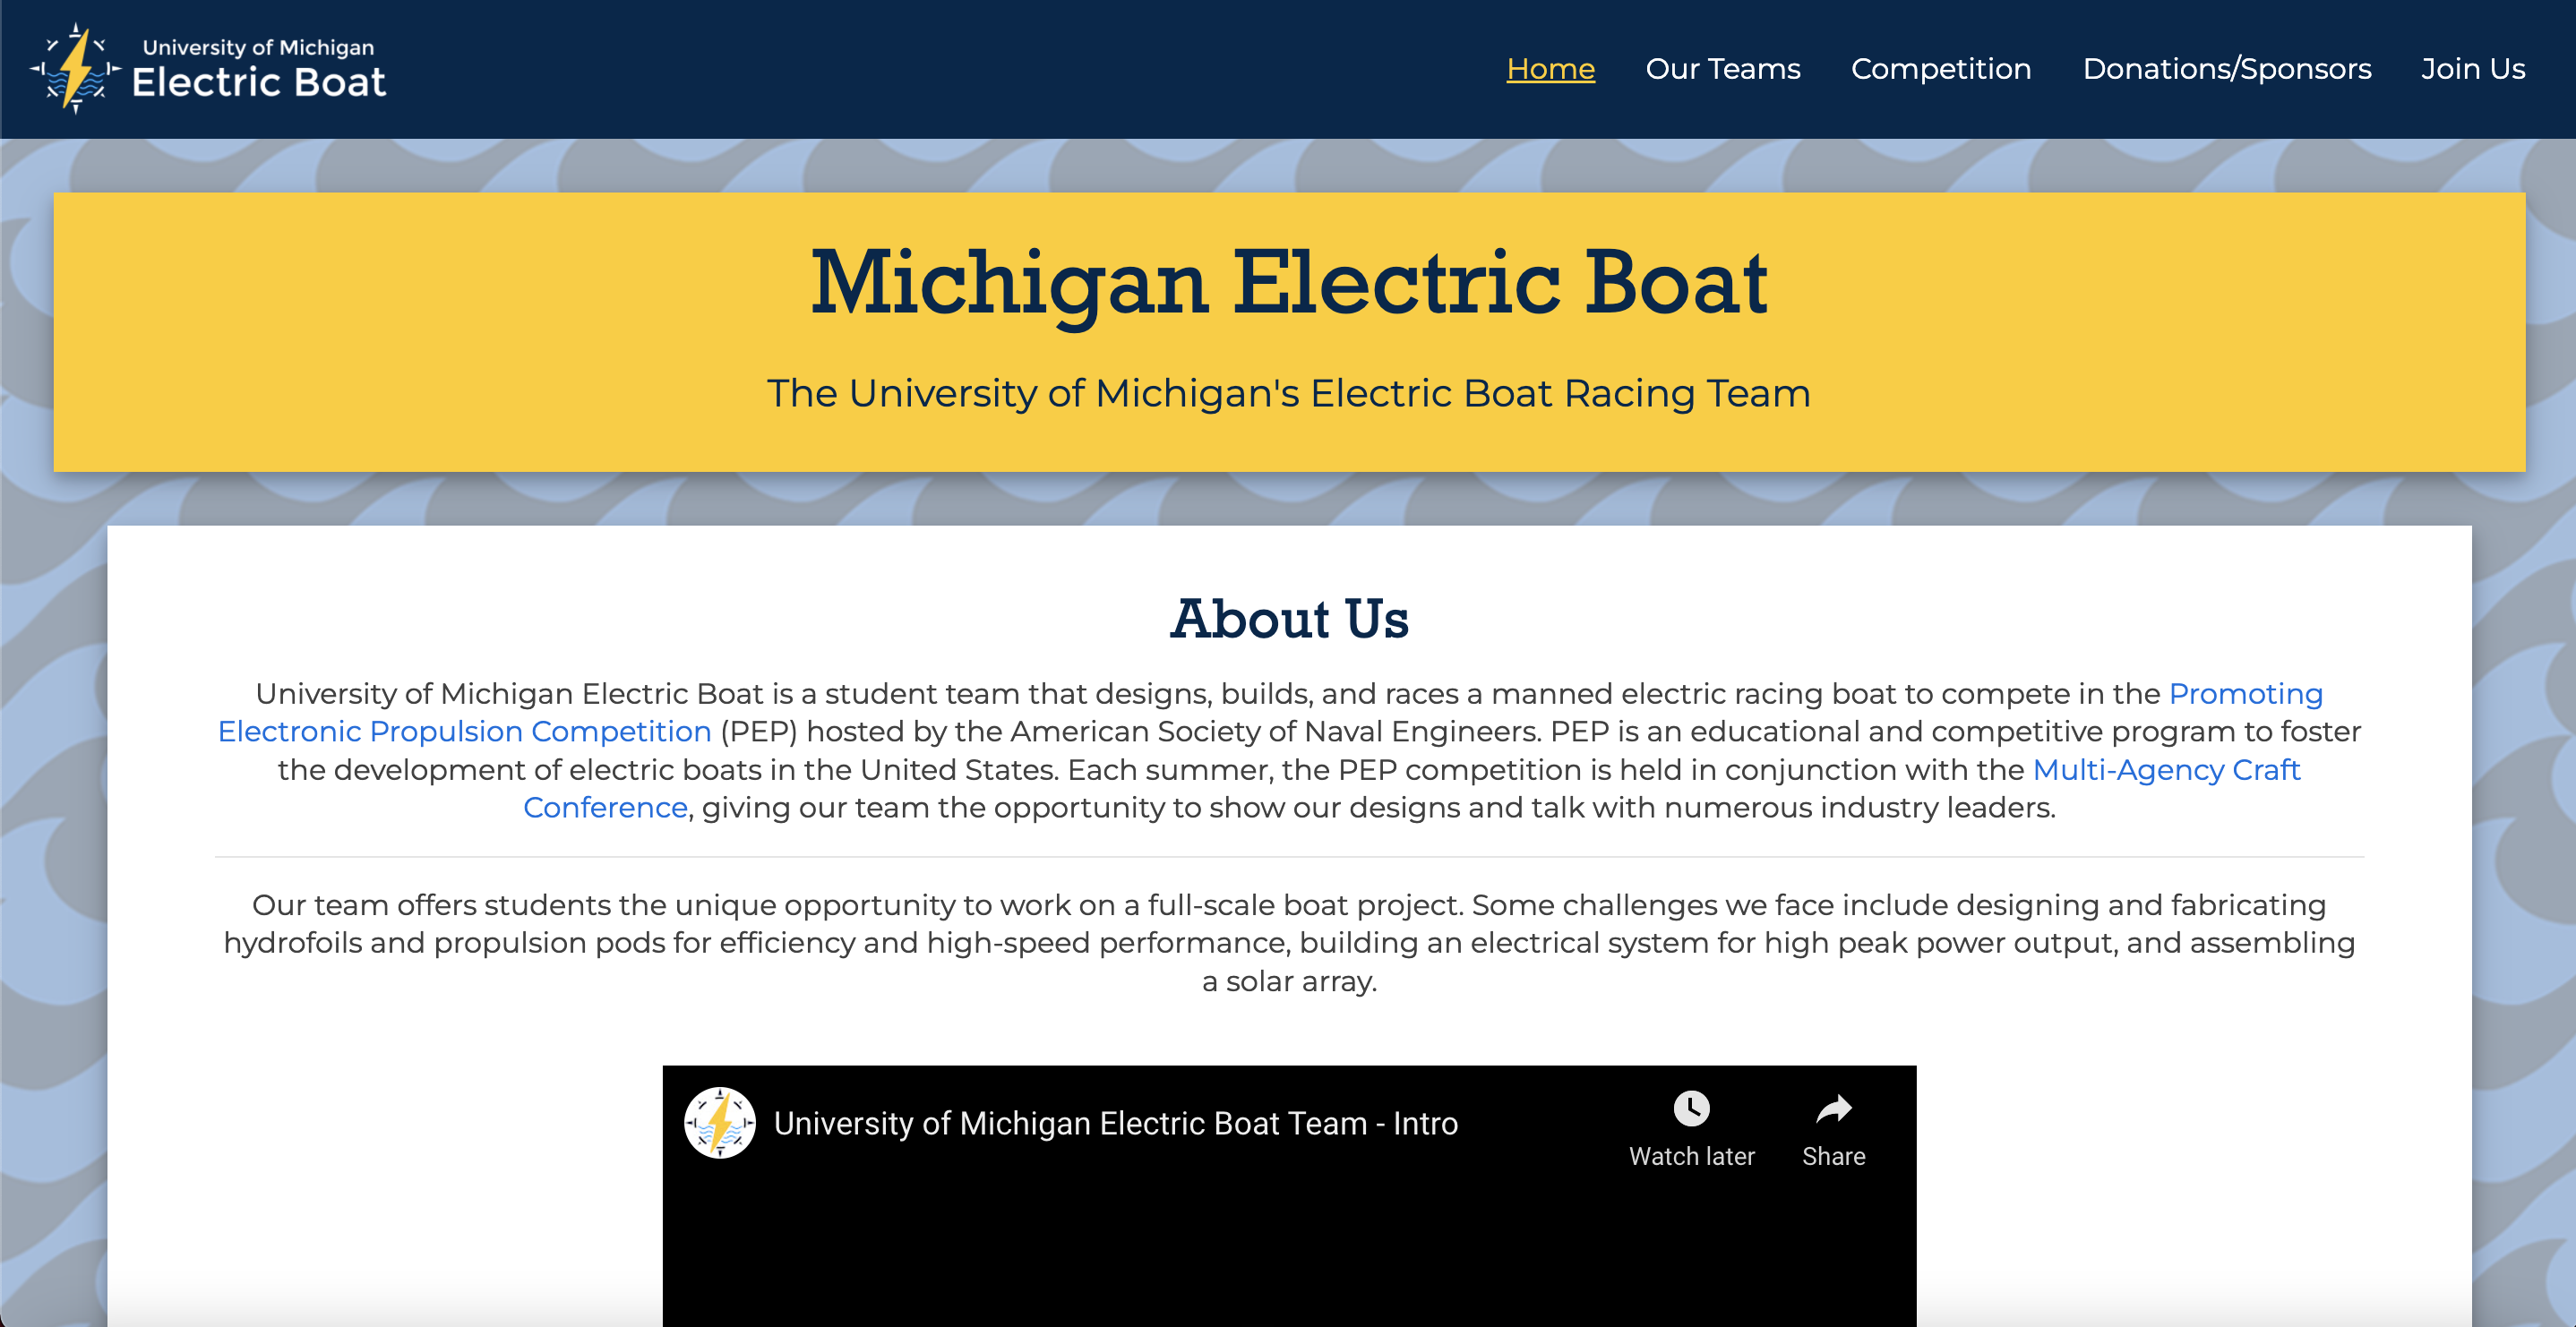 University of Michigan
Electric Boat
Home Our Teams Competition Donations/Sponsors Join Us
Michigan Electric Boat
The University of Michigan's Electric Boat Racing Team
About Us
University of Michigan Electric Boat is a student team that designs, builds, and races a manned electric racing boat to compete in the Promoting
Electronic Propulsion Competition (PEP) hosted by the American Society of Naval Engineers. PEP is an educational and competitive program to foster
the development of electric boats in the United States. Each summer, the PEP competition is held in conjunction with the Multi-Agency Craft
Conference, giving our team the opportunity to show our designs and talk with numerous industry leaders.
Our team offers students the unique opportunity to work on a full-scale boat project. Some challenges we face include designing and fabricating
hydrofoils and propulsion pods for efficiency and high-speed performance, building an electrical system for high peak power output, and assembling
a solar array.
University of Michigan Electric Boat Team - Intro
Watch later
Share